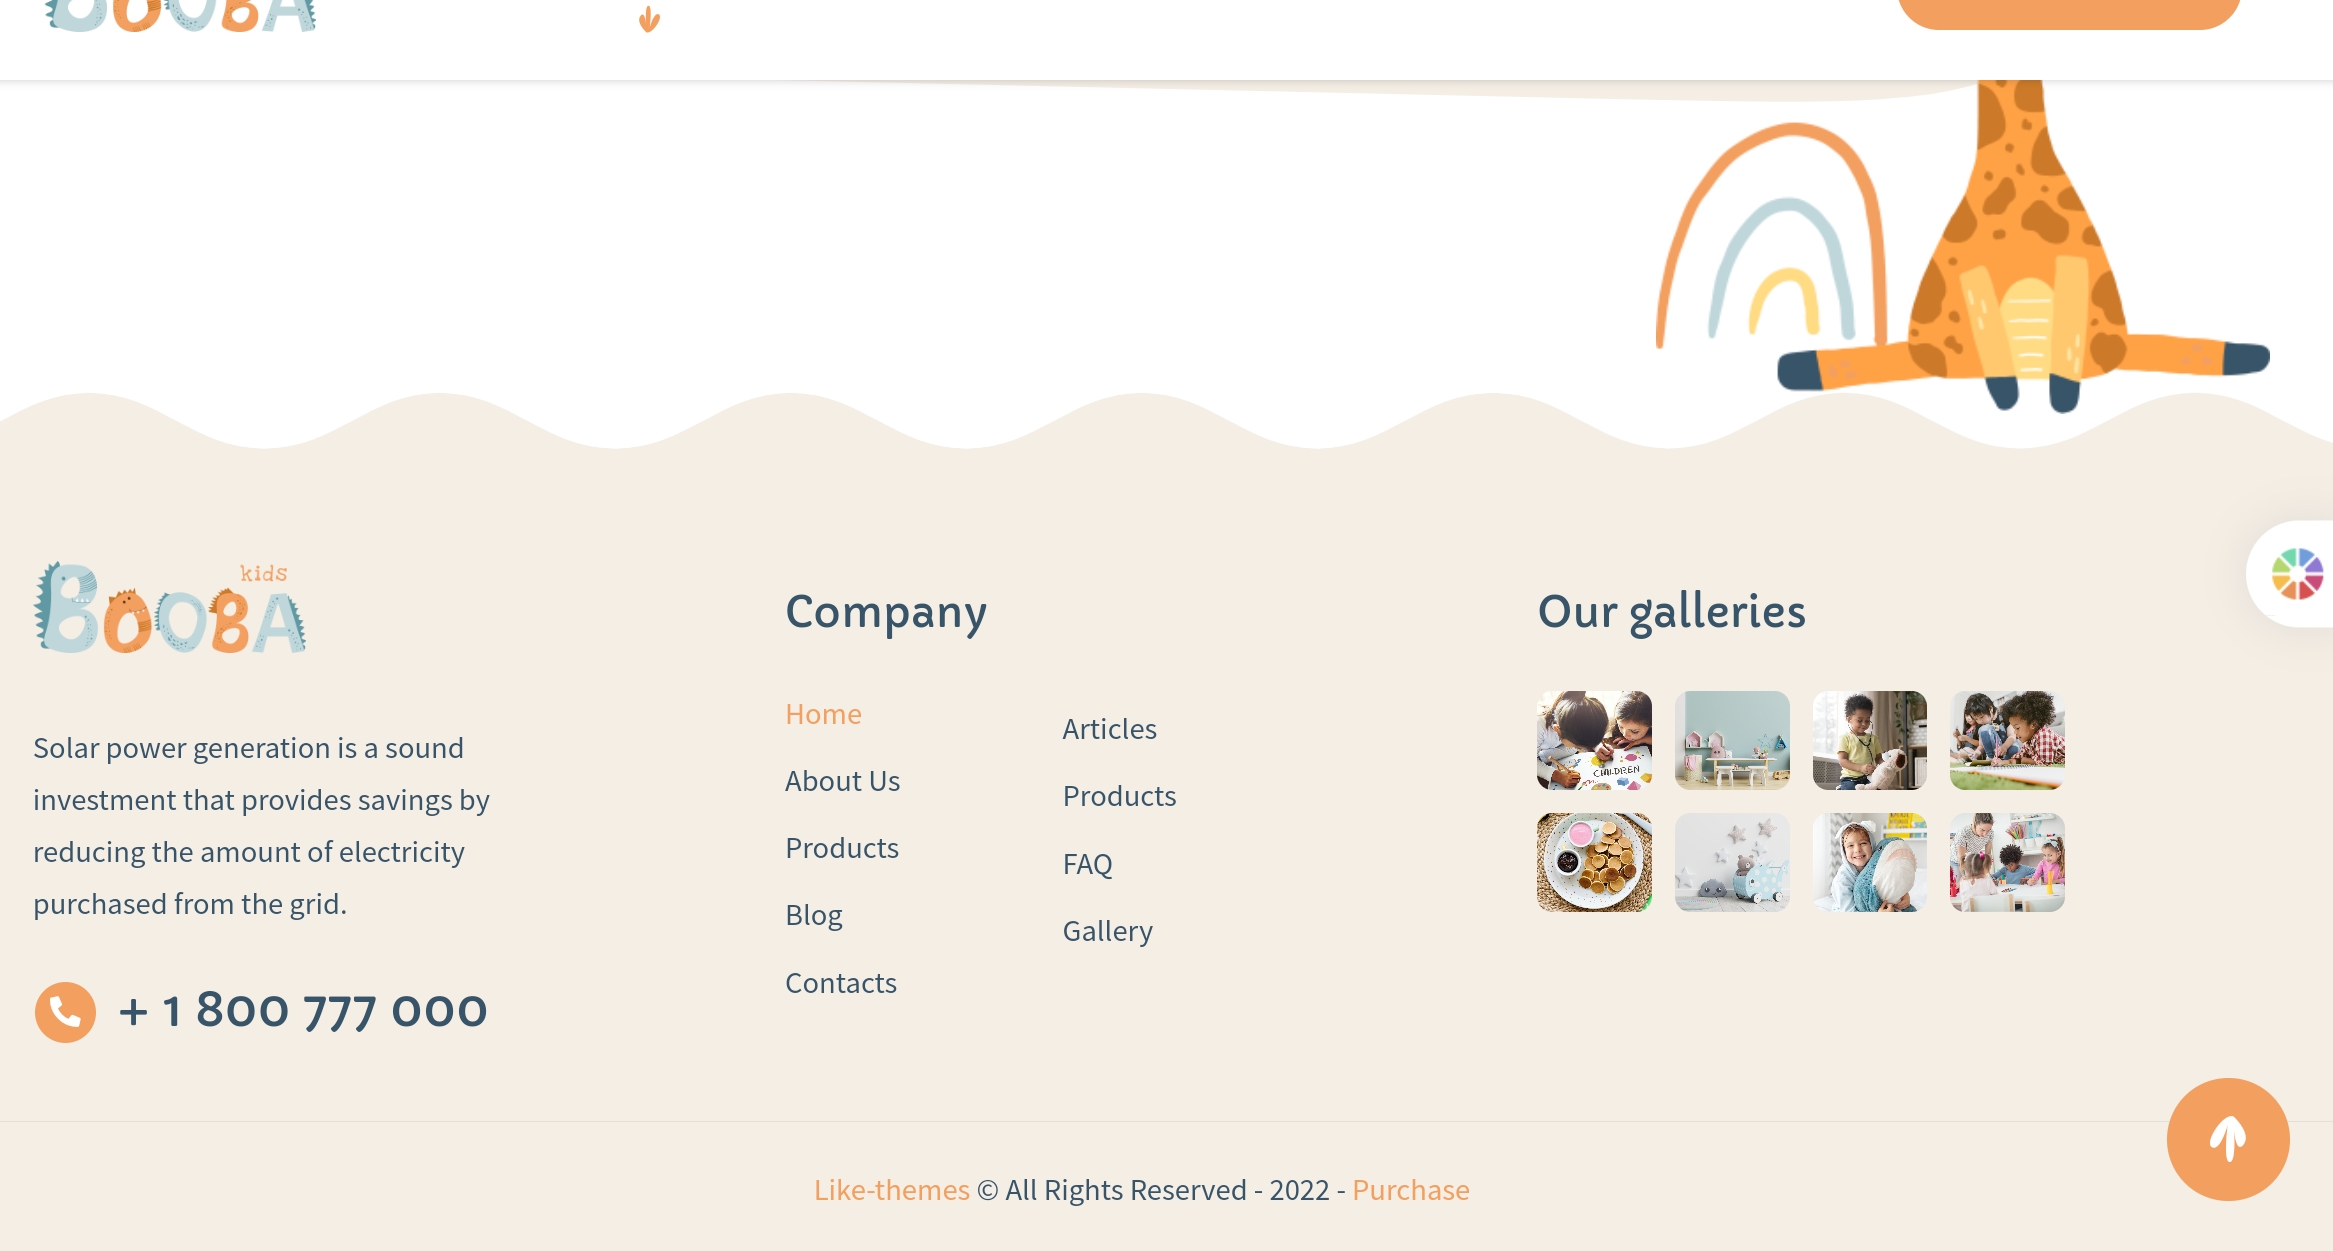 BOOBA
kids
BOOBA
Solar power generation is a sound
investment that provides savings by
reducing the amount of electricity
purchased from the grid.
+ 1 800 777 000
Company
Home
About Us
Products
Blog
Contacts
Articles
Products
FAQ
Gallery
Our galleries
CHILDREN
Like-themes © All Rights Reserved - 2022 - Purchase